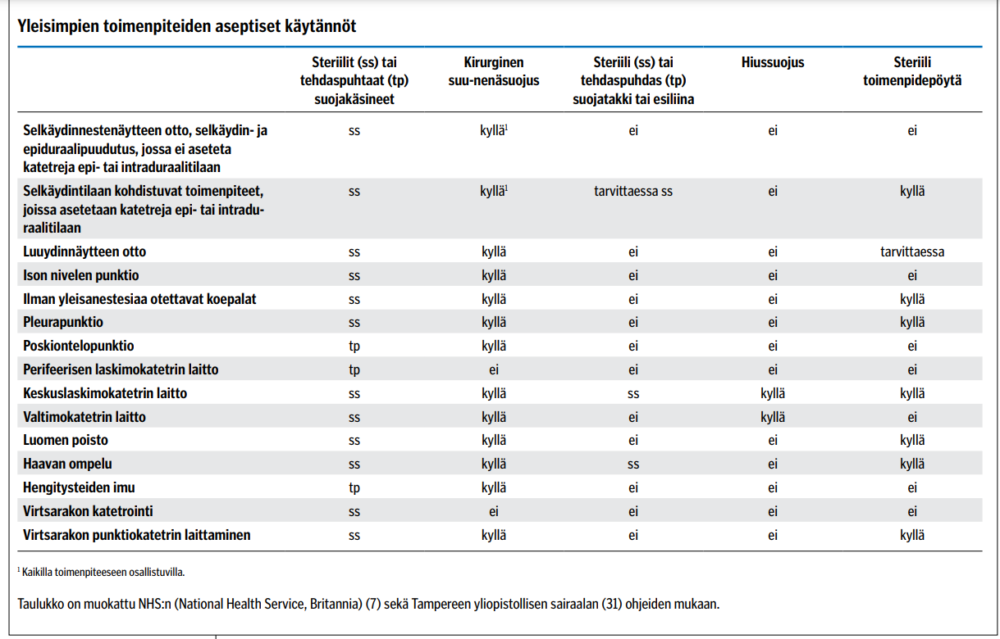 Yleisimpien toimenpiteiden aseptiset käytännöt
Steriilit (ss) tai tehdaspuhtaat (tp) suojakäsineet
Kirurginen suu-nenäsuojus
Steriili (ss) tai tehdaspuhdas (tp) suojatakki tai esiliina
Hiussuojus
Steriili toimenpidepöytä
Selkäydinnestenäytteen otto, selkäydin- ja
epiduraalipuudutus, jossa ei aseteta
katetreja epi- tai intraduraalitilaan
ss kyllä¹ ei ei ei
Selkäydintilaan kohdistuvat toimenpiteet,
joissa asetetaan katetreja epi- tai intradu-
raalitilaan
ss kyllä¹ tarvittaessa ss ei kyllä
Luuydinnäytteen otto ss kyllä ei ei tarvittaessa
Ison nivelen punktio ss kyllä ei ei ei
Ilman yleisanestesiaa otettavat koepalat ss kyllä ei ei kyllä
Pleurapunktio ss kyllä ei ei kyllä
Poskiontelopunktio tp kyllä ei ei ei
Perifeerisen laskimokatetrin laitto tp ei ei ei ei
Keskuslaskimokatetrin laitto ss kyllä ss kyllä kyllä
Valtimokatetrin laitto ss kyllä ei kyllä ei
Luomen poisto ss kyllä ei ei kyllä
Haavan ompelu ss kyllä ss ei kyllä
Hengitysteiden imu tp kyllä ei ei ei
Virtsarakon katetrointi ss ei ei ei ei
Virtsarakon punktiokatetrin laittaminen ss kyllä ei ei kyllä
¹ Kaikilla toimenpiteeseen osallistuvilla.
Taulukko on muokattu NHS:n (National Health Service, Britannia) (7) sekä Tampereen yliopistollisen sairaalan (31) ohjeiden mukaan.